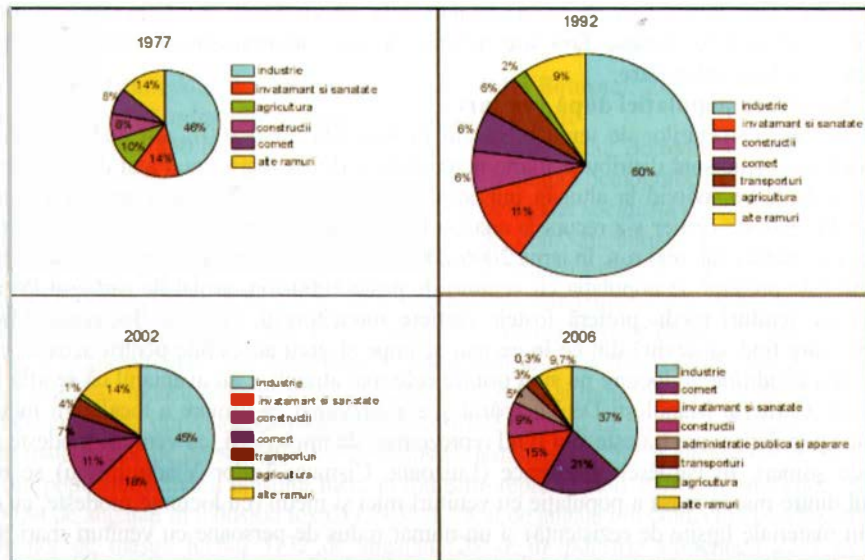 1977
14%
8%
8%
10%
14%
46%
industrie
invatamant si sanatate
agricultura
constructii
comert
alte ramuri
1992
9%
2%
6%
6%
6%
11%
60%
industrie
invatamant si sanatate
constructii
comert
transporturi
agricultura
alte ramuri
2002
14%
1%
4%
7%
11%
18%
45%
industrie
invatamant si sanatate
constructii
comert
transporturi
agricultura
alte ramuri
2006
0,3%
9,7%
3%
5%
9%
15%
21%
37%
industrie
comert
invatamant si sanatate
constructii
administratie publica si aparare
transporturi
agricultura
alte ramuri